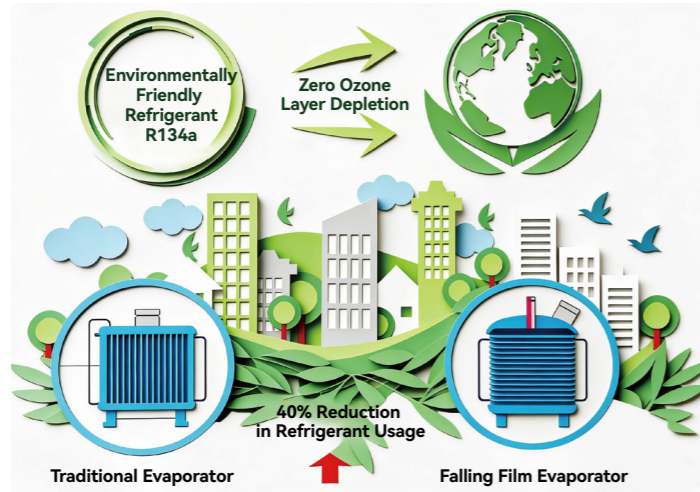 Environmentally
Friendly
Refrigerant
R134a
Zero Ozone
Layer Depletion
40% Reduction
in Refrigerant Usage
Traditional Evaporator
Falling Film Evaporator